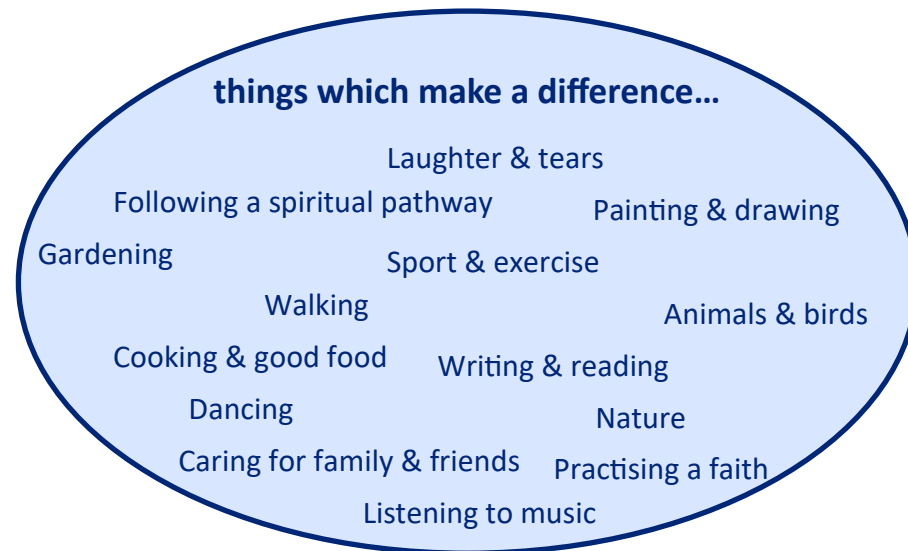 things which make a difference…
Laughter & tears
Following a spiritual pathway
Painting & drawing
Gardening
Sport & exercise
Walking
Animals & birds
Cooking & good food
Writing & reading
Dancing
Nature
Caring for family & friends
Practising a faith
Listening to music